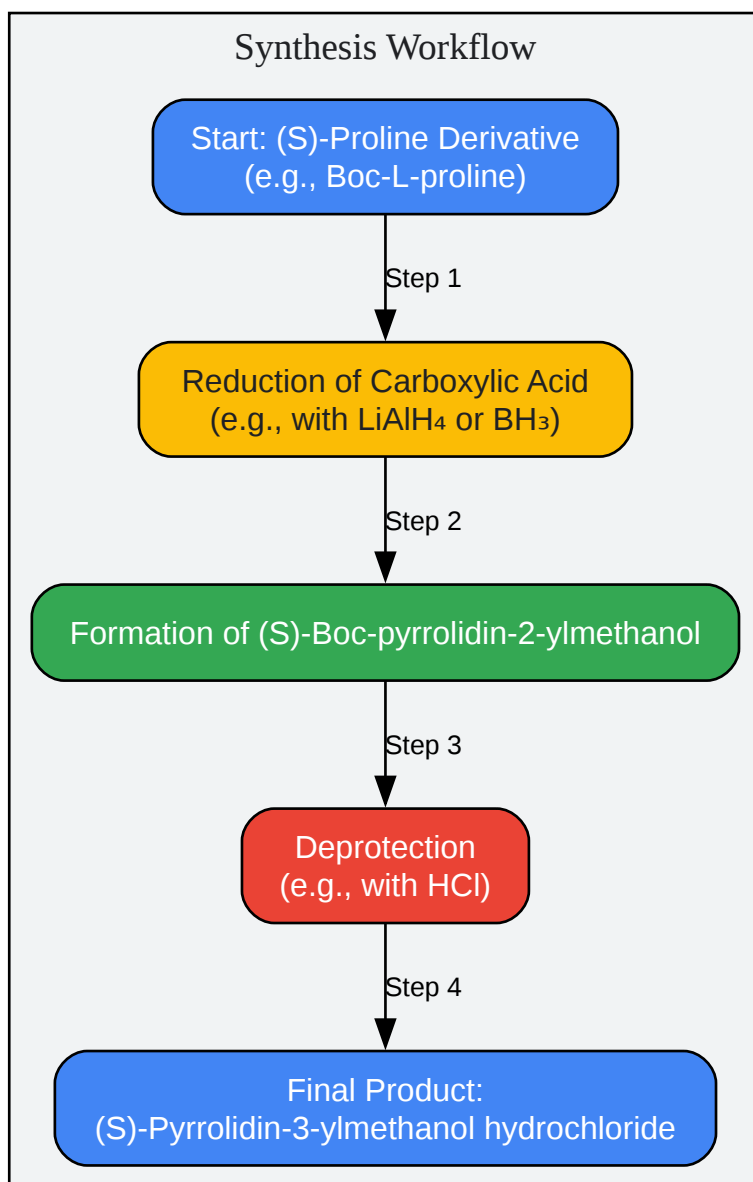 Synthesis Workflow
Start: (S)-Proline Derivative
(e.g., Boc-L-proline)
Step 1
Reduction of Carboxylic Acid
(e.g., with LiAlH₄ or BH₃)
Step 2
Formation of (S)-Boc-pyrrolidin-2-ylmethanol
Step 3
Deprotection
(e.g., with HCl)
Step 4
Final Product:
(S)-Pyrrolidin-3-ylmethanol hydrochloride